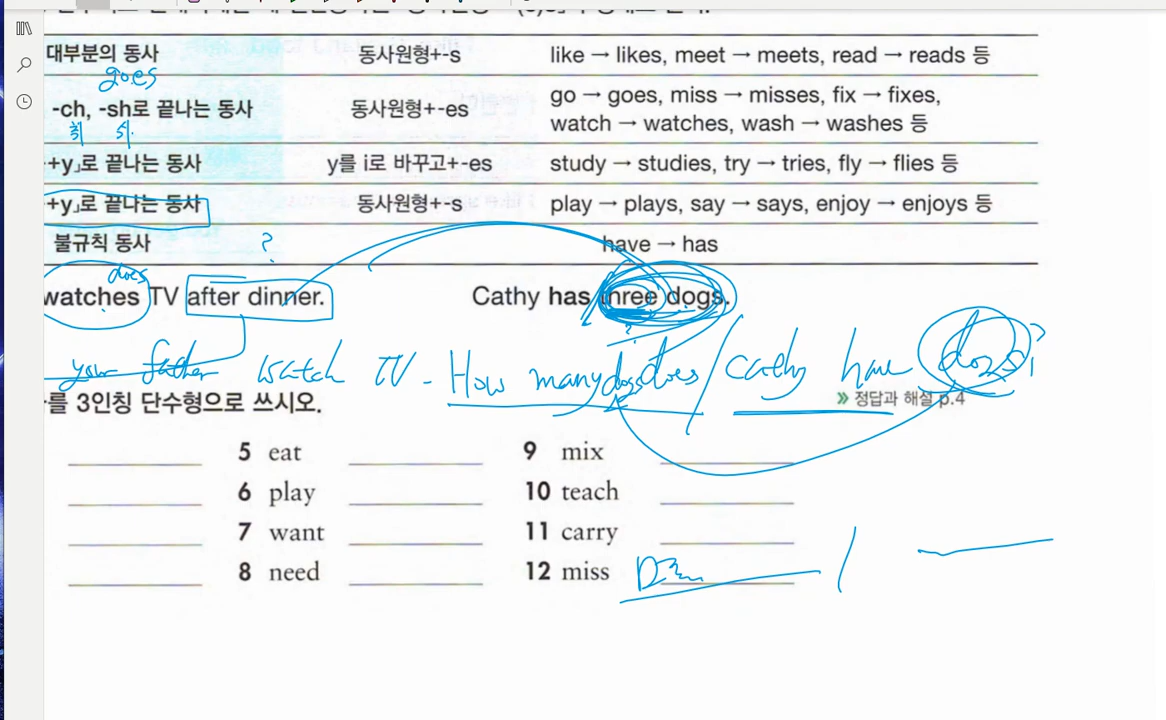 대부분의 동사 동사원형+-s like → likes, meet → meets, read → reads 등
goes
-ch, -sh로 끝나는 동사 동사원형+-es go → goes, miss → misses, fix → fixes,
watch → watches, wash → washes 등
취 쉬
+y」로 끝나는 동사 y를 i로 바꾸고+-es study → studies, try → tries, fly → flies 등
+y」로 끝나는 동사 동사원형+-s play → plays, say → says, enjoy → enjoys 등
불규칙 동사 ? have → has
does
watches TV after dinner. Cathy has three dogs.
?
your father watch TV - How many dogs does / Cathy have dogs?
를 3인칭 단수형으로 쓰시오. » 정답과 해설 p.4
5 eat 9 mix
6 play 10 teach
7 want 11 carry
8 need 12 miss